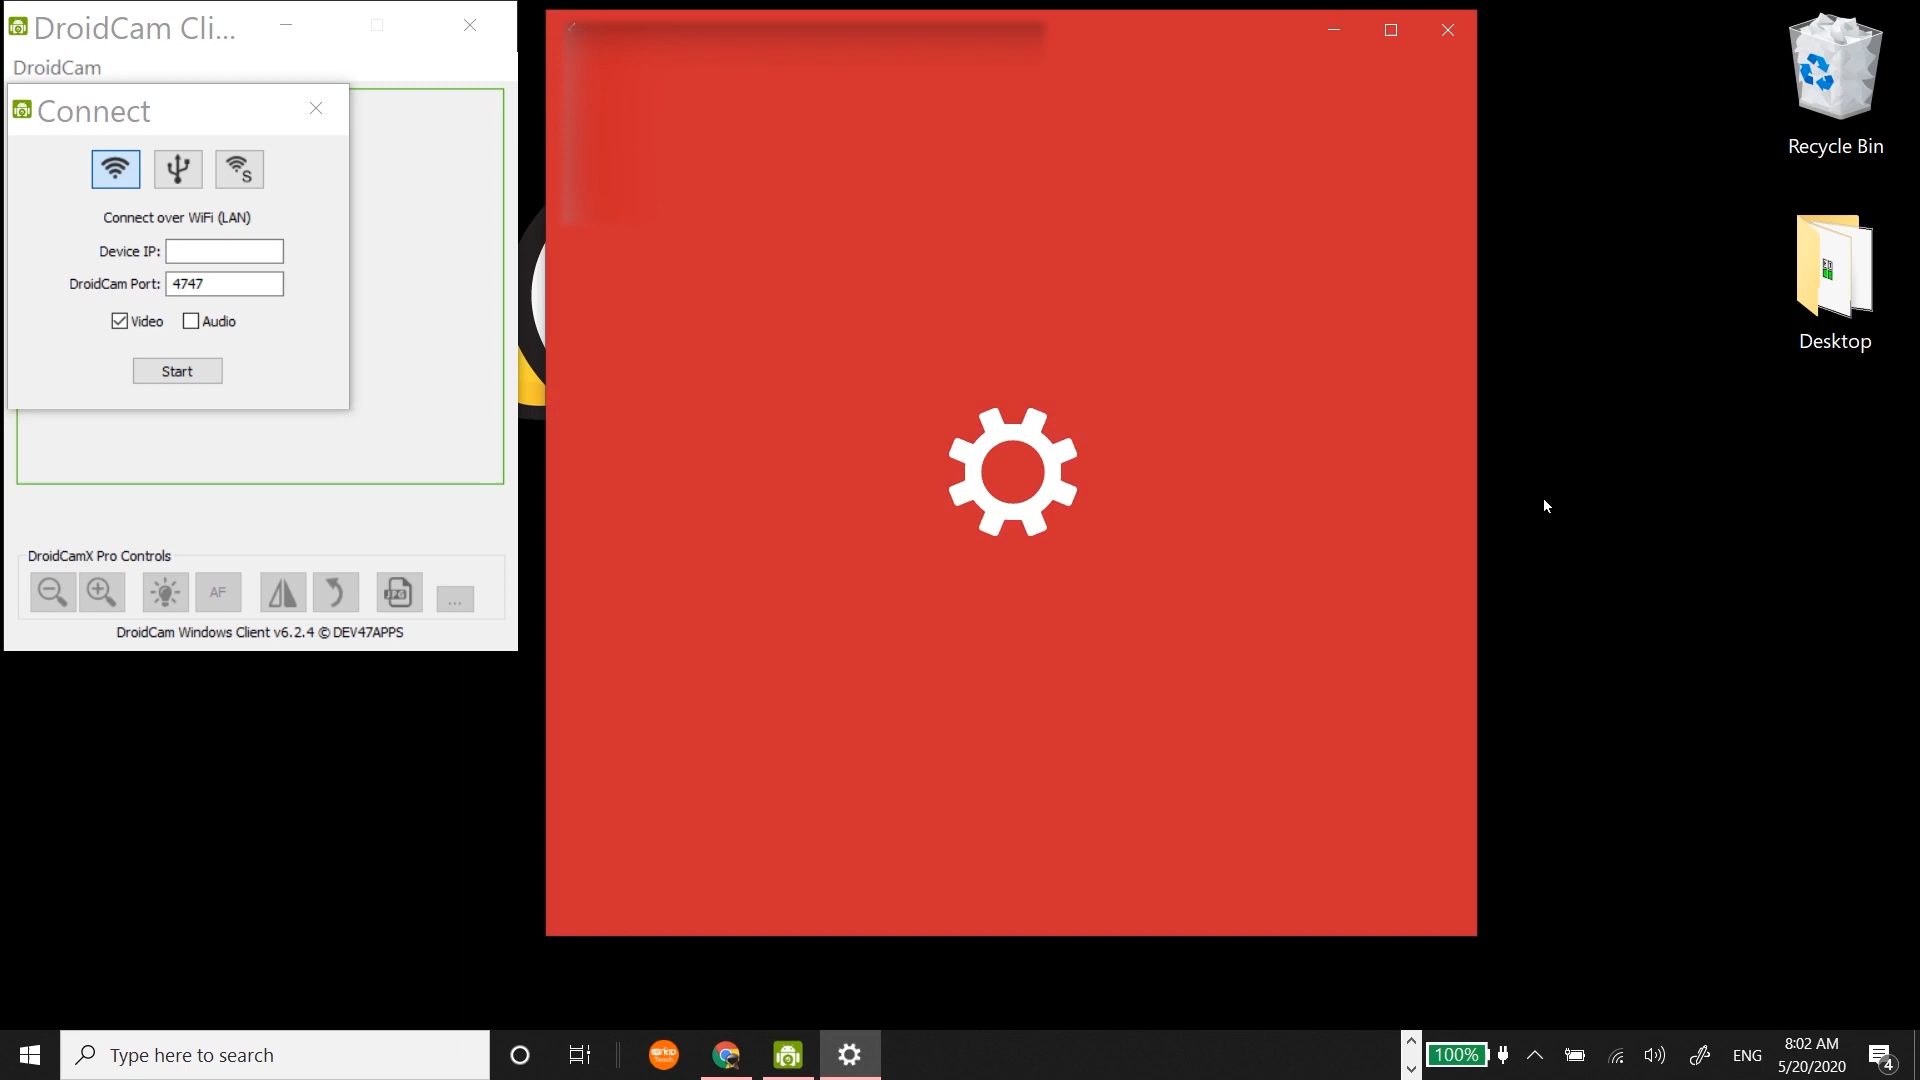 DroidCam Cli...
DroidCam
Connect
S
Connect over WiFi (LAN)
Device IP:
DroidCam Port: 4747
Video Audio
Start
DroidCamX Pro Controls
AF
JPG
...
DroidCam Windows Client v6.2.4 © DEV47APPS
Recycle Bin
Desktop
Type here to search
100%
ENG
8:02 AM
5/20/2020
4